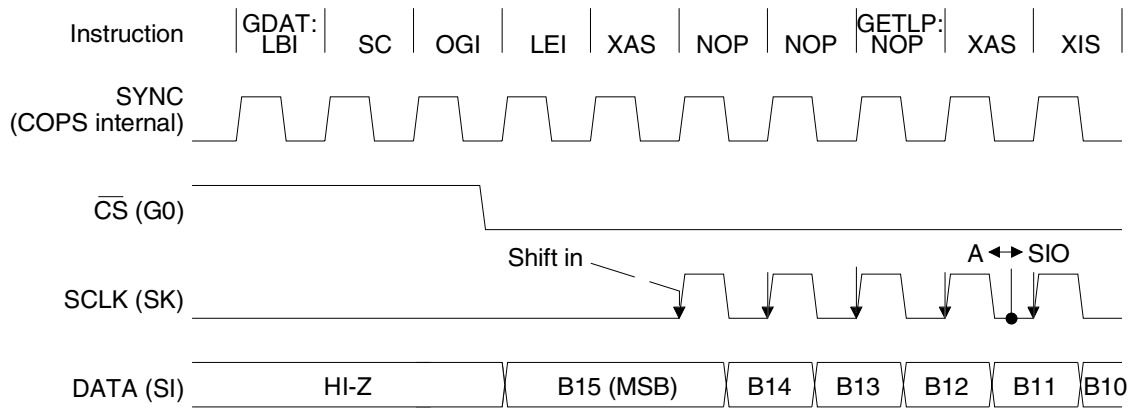 Instruction
GDAT:
LBI
SC
OGI
LEI
XAS
NOP
NOP
GETLP:
NOP
XAS
XIS
SYNC
(COPS internal)
CS (G0)
Shift in
A
SIO
SCLK (SK)
DATA (SI)
HI-Z
B15 (MSB)
B14
B13
B12
B11
B10